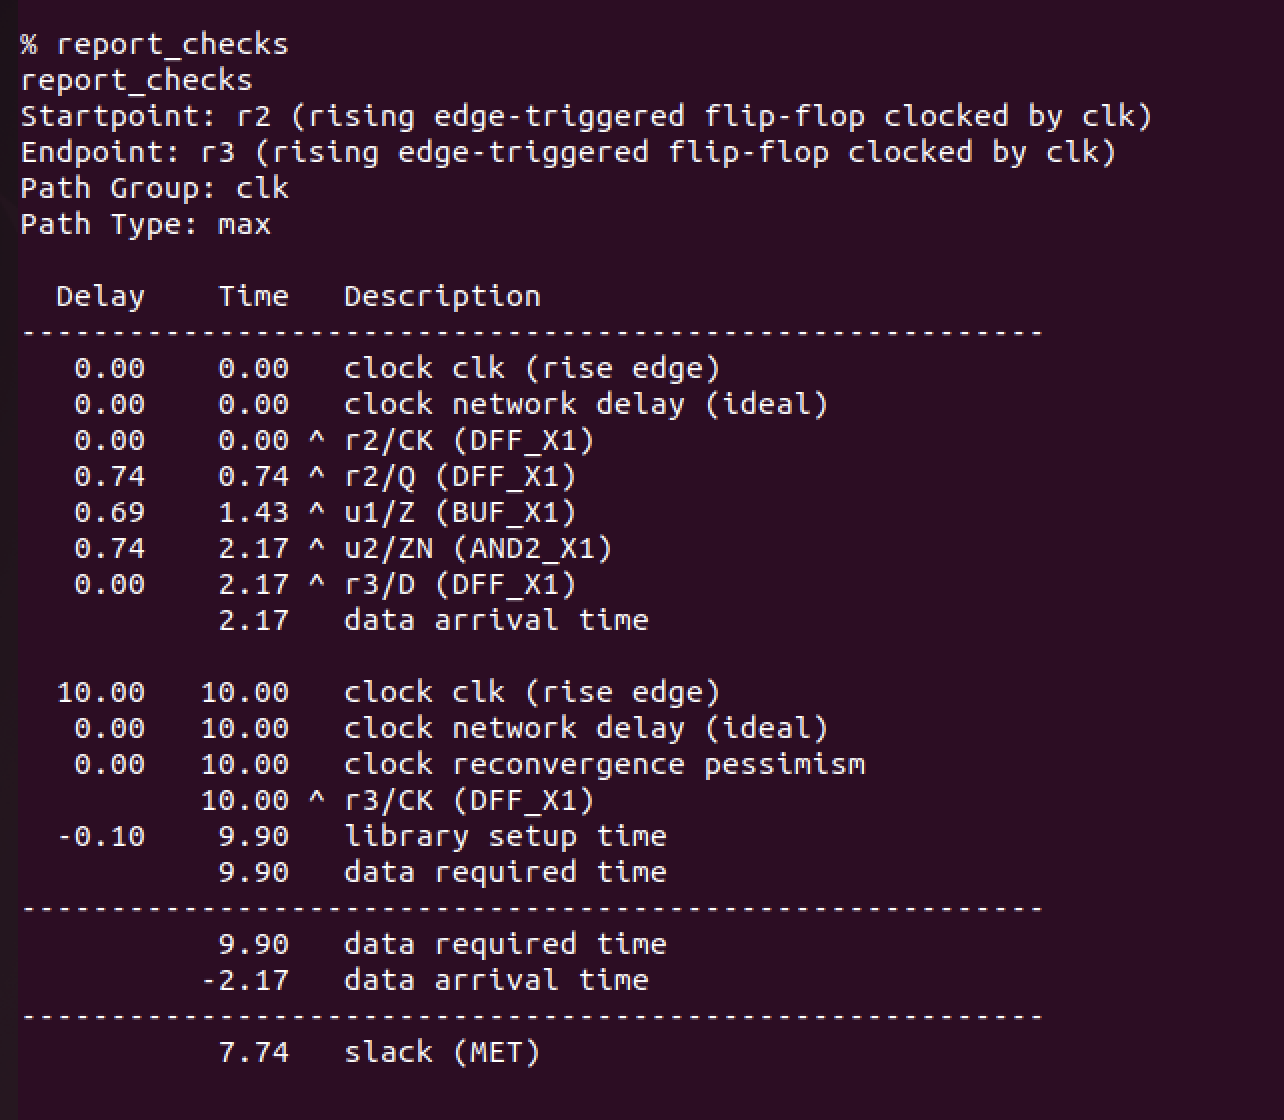 % report_checks
report_checks
Startpoint: r2 (rising edge-triggered flip-flop clocked by clk)
Endpoint: r3 (rising edge-triggered flip-flop clocked by clk)
Path Group: clk
Path Type: max

  Delay    Time   Description
---------------------------------------------------------
   0.00    0.00   clock clk (rise edge)
   0.00    0.00   clock network delay (ideal)
   0.00    0.00 ^ r2/CK (DFF_X1)
   0.74    0.74 ^ r2/Q (DFF_X1)
   0.69    1.43 ^ u1/Z (BUF_X1)
   0.74    2.17 ^ u2/ZN (AND2_X1)
   0.00    2.17 ^ r3/D (DFF_X1)
           2.17   data arrival time

  10.00   10.00   clock clk (rise edge)
   0.00   10.00   clock network delay (ideal)
   0.00   10.00   clock reconvergence pessimism
          10.00 ^ r3/CK (DFF_X1)
  -0.10    9.90   library setup time
           9.90   data required time
---------------------------------------------------------
           9.90   data required time
          -2.17   data arrival time
---------------------------------------------------------
           7.74   slack (MET)